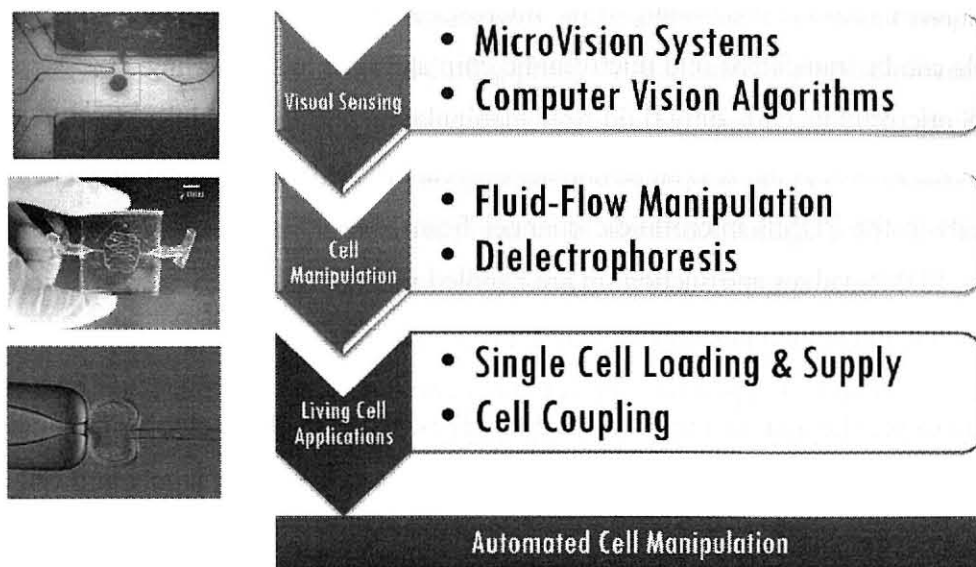 Visual Sensing
• MicroVision Systems
• Computer Vision Algorithms
Cell
Manipulation
• Fluid-Flow Manipulation
• Dielectrophoresis
Living Cell
Applications
• Single Cell Loading & Supply
• Cell Coupling
Automated Cell Manipulation